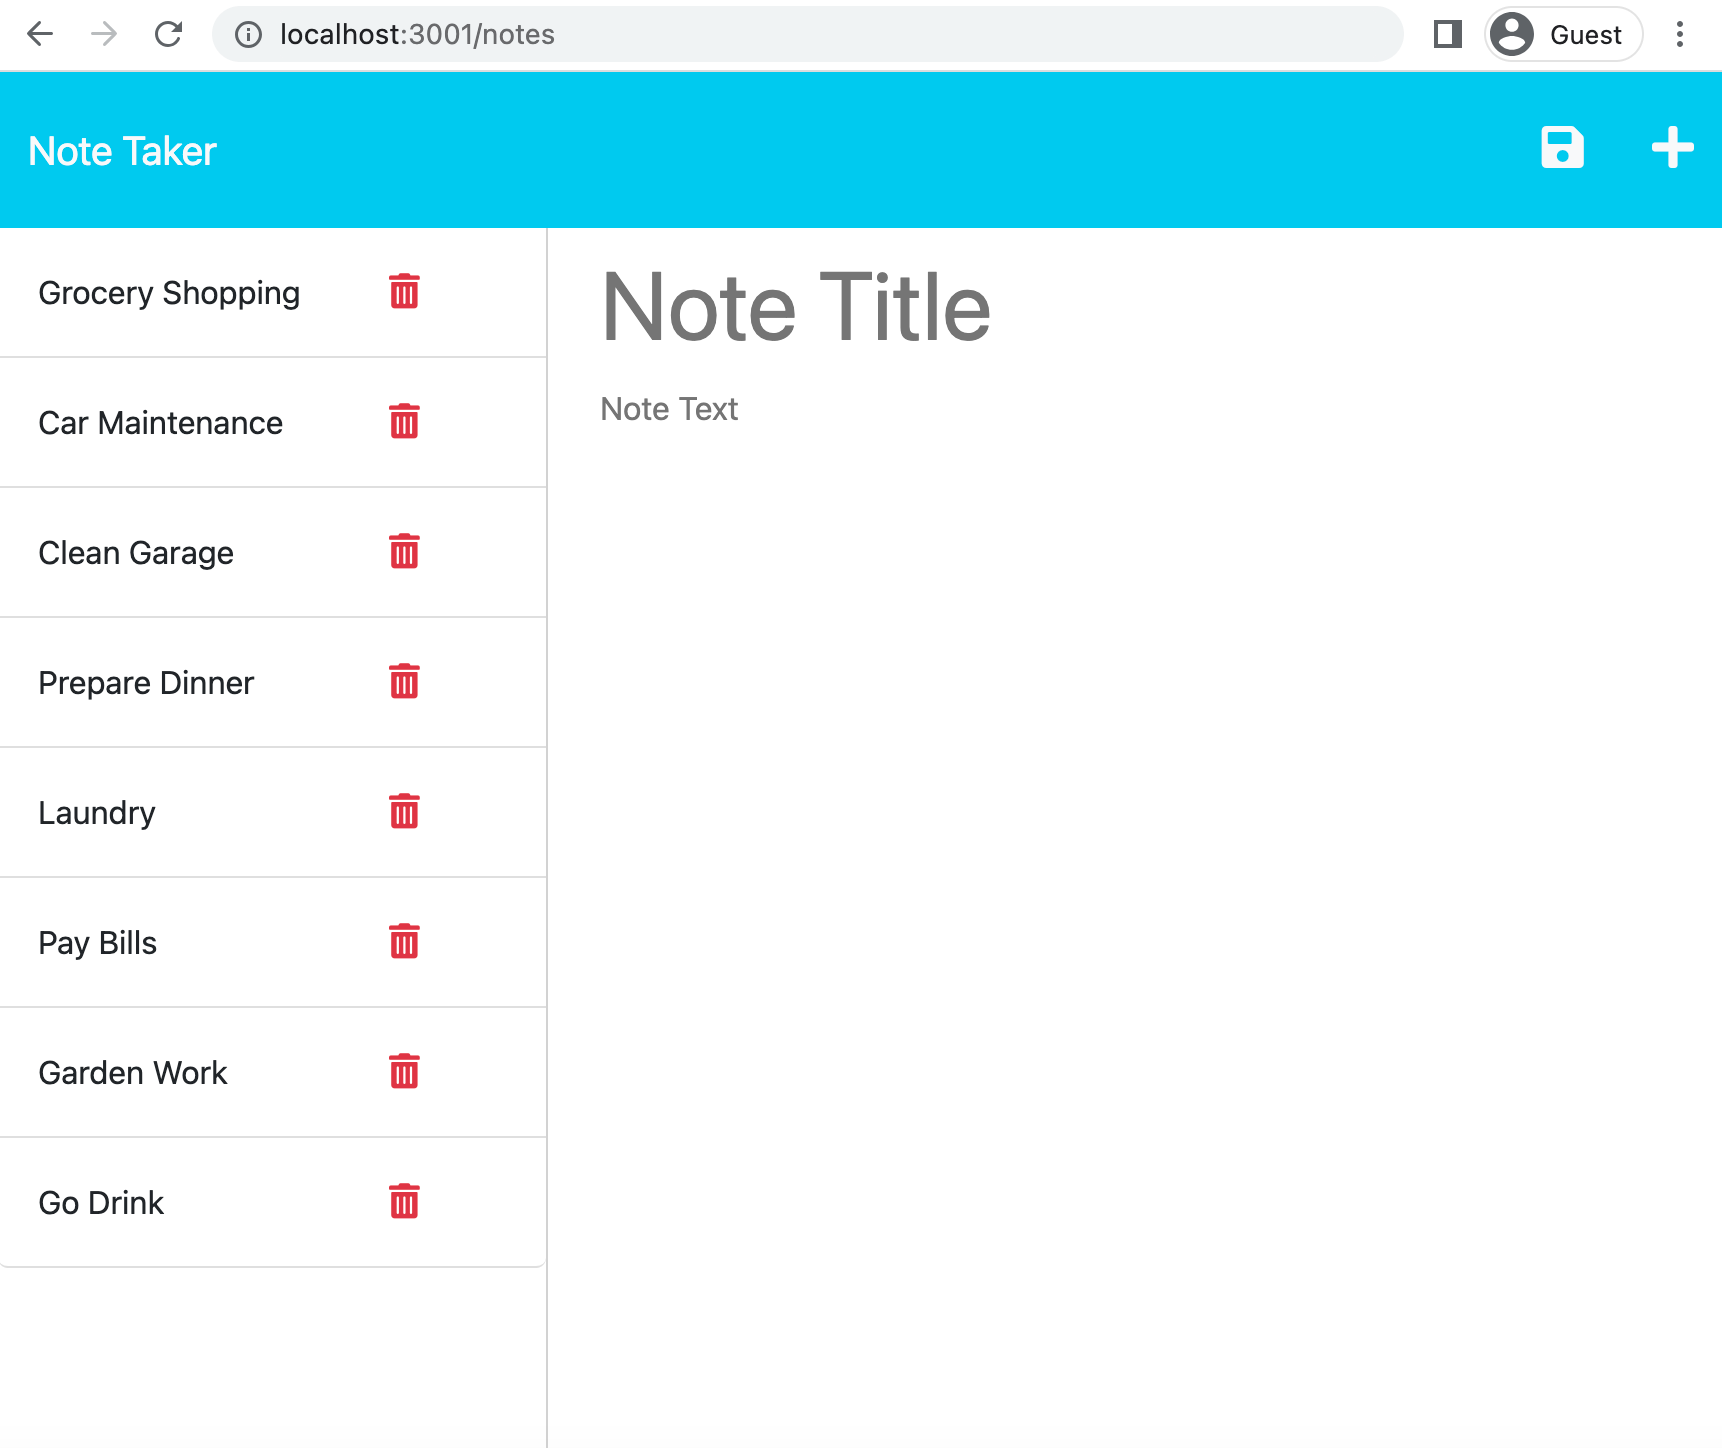 localhost:3001/notes
Guest
Note Taker
Grocery Shopping
Car Maintenance
Clean Garage
Prepare Dinner
Laundry
Pay Bills
Garden Work
Go Drink
Note Title
Note Text